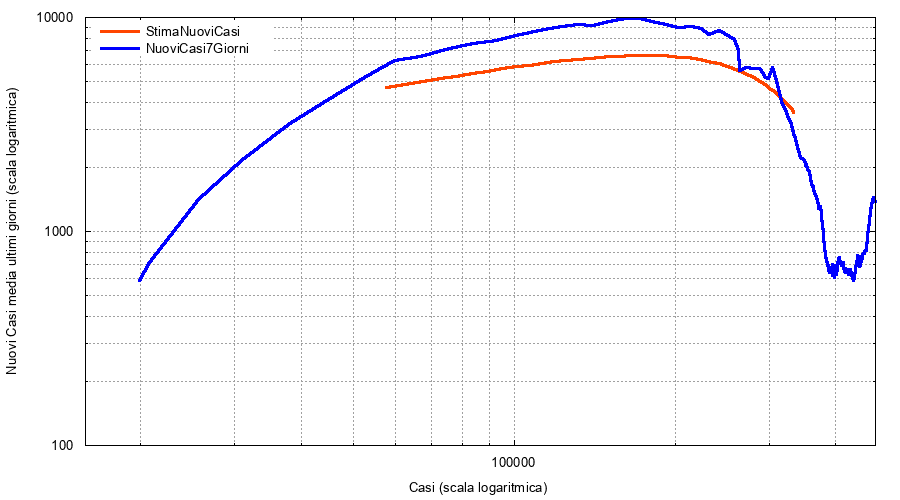 10000
StimaNuoviCasi
NuoviCasi7Giorni
1000
100
Nuovi Casi media ultimi giorni (scala logaritmica)
100000
Casi (scala logaritmica)